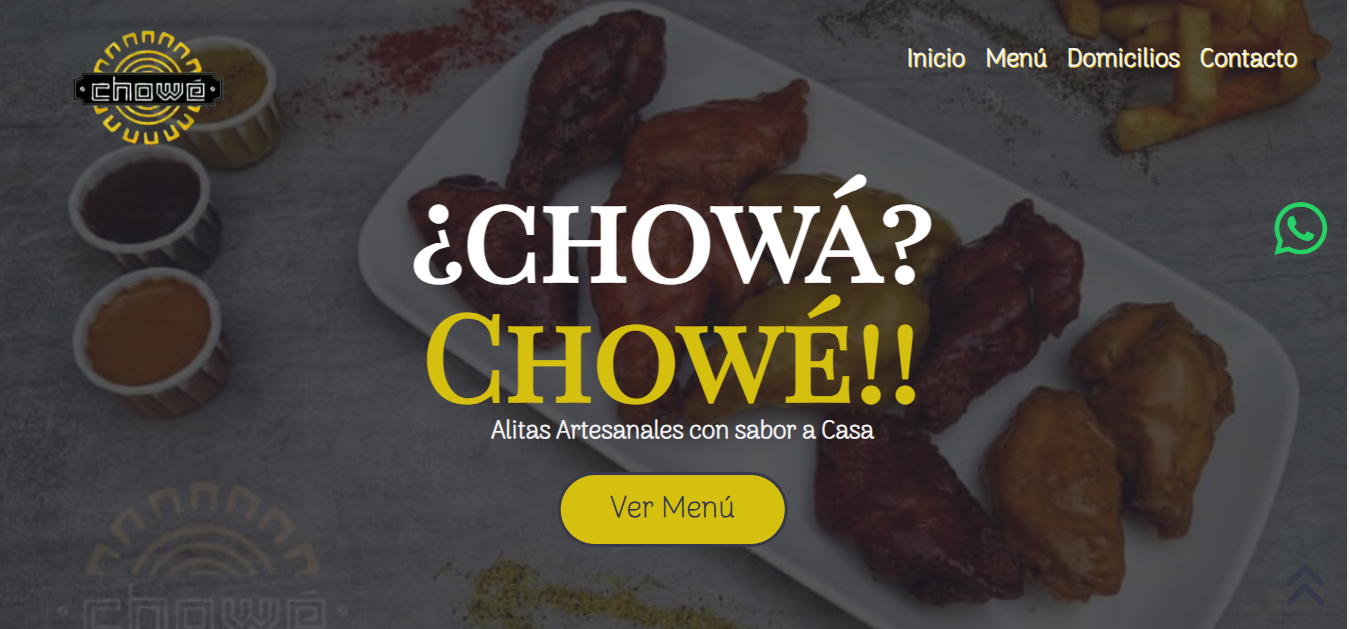 chowé
Inicio Menú Domicilios Contacto
¿CHOWÁ?
CHOWÉ!!
Alitas Artesanales con sabor a Casa
Ver Menú
chowé